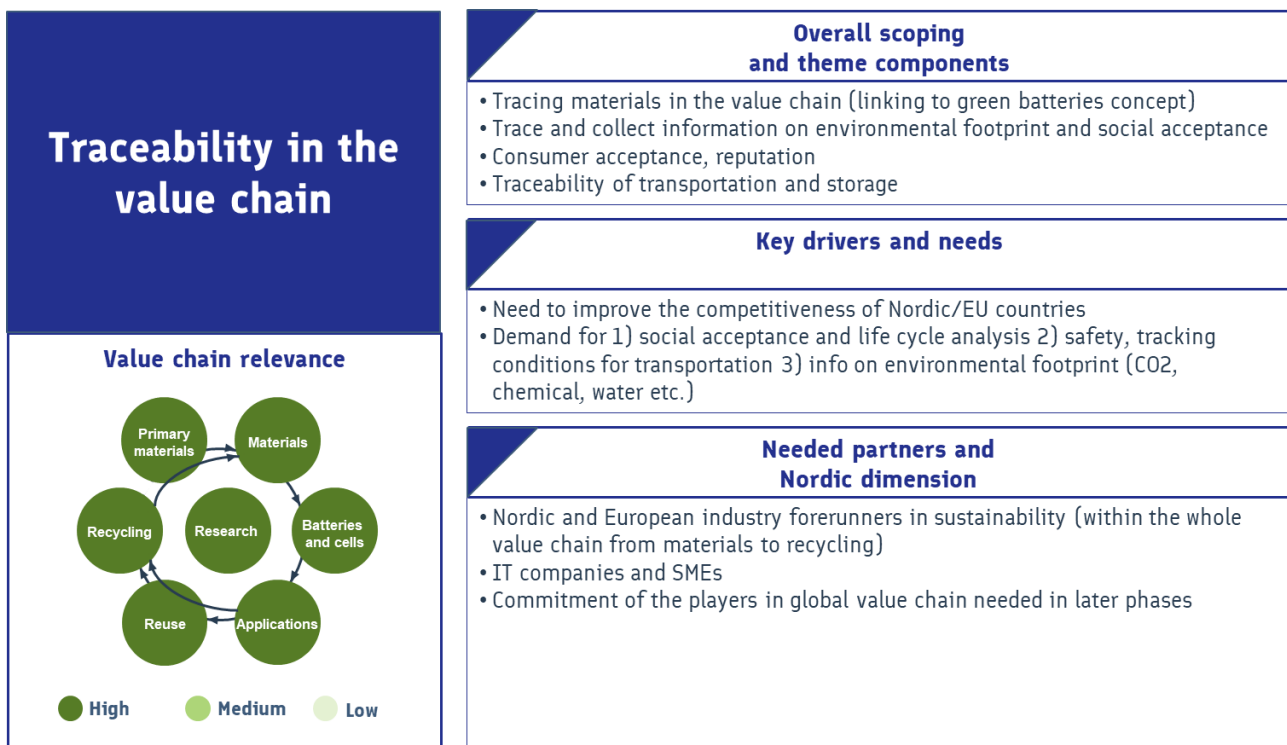 Traceability in the
value chain
Value chain relevance
Primary
materials
Materials
Recycling
Research
Batteries
and cells
Reuse
Applications
High
Medium
Low
Overall scoping
and theme components
• Tracing materials in the value chain (linking to green batteries concept)
• Trace and collect information on environmental footprint and social acceptance
• Consumer acceptance, reputation
• Traceability of transportation and storage
Key drivers and needs
• Need to improve the competitiveness of Nordic/EU countries
• Demand for 1) social acceptance and life cycle analysis 2) safety, tracking
conditions for transportation 3) info on environmental footprint (CO2,
chemical, water etc.)
Needed partners and
Nordic dimension
• Nordic and European industry forerunners in sustainability (within the whole
value chain from materials to recycling)
• IT companies and SMEs
• Commitment of the players in global value chain needed in later phases